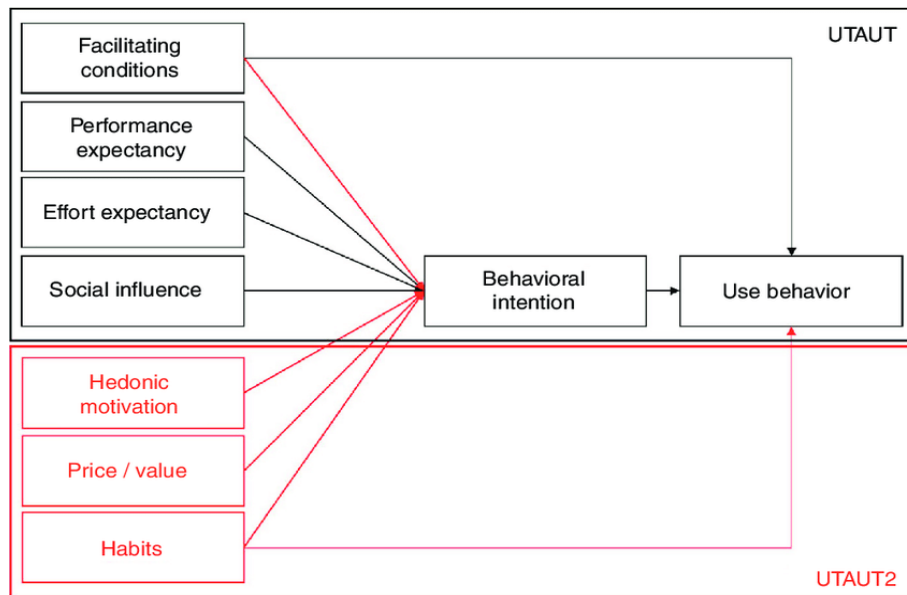 UTAUT
Facilitating
conditions
Performance
expectancy
Effort expectancy
Social influence
Behavioral
intention
Use behavior
Hedonic
motivation
Price / value
Habits
UTAUT2